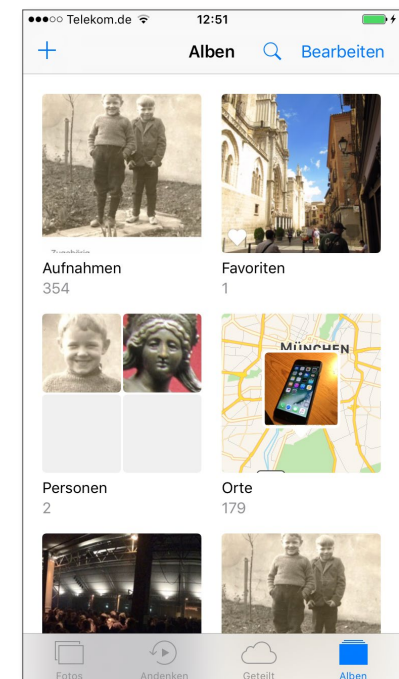 Telekom.de 12:51
Alben Bearbeiten
Zugehörig
Aufnahmen
354
Favoriten
1
MÜNCHEN
Personen
2
Orte
179
Fotos Andenken Geteilt Alben